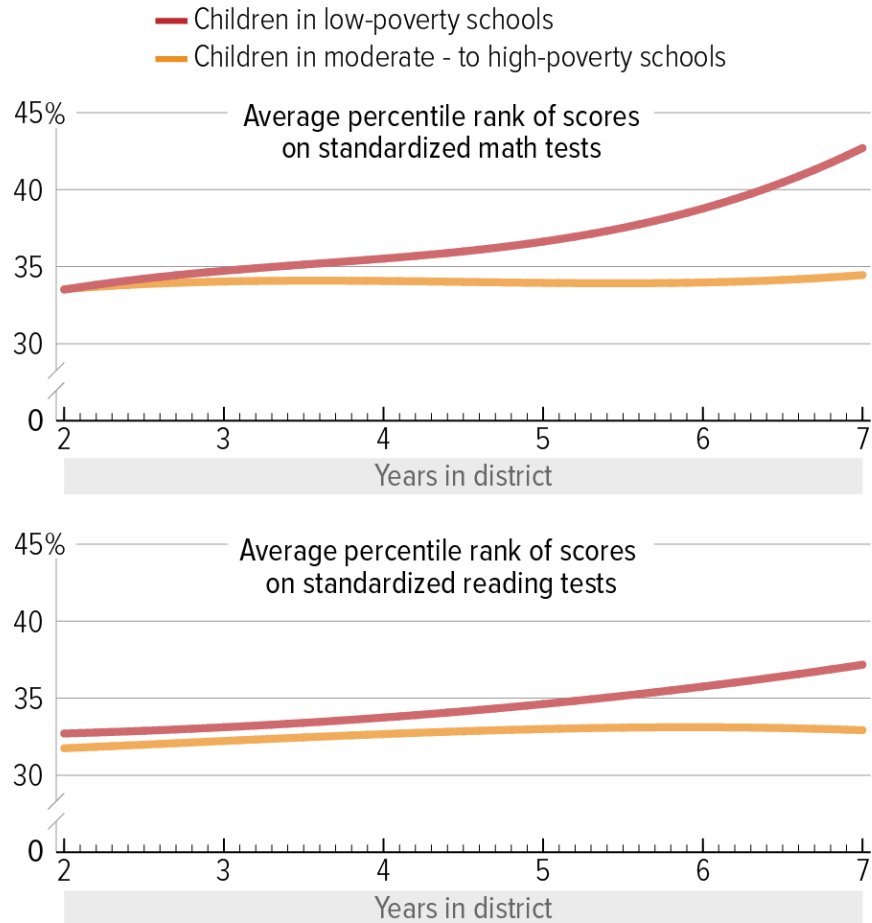 Children in low-poverty schools
Children in moderate - to high-poverty schools
45%
Average percentile rank of scores
on standardized math tests
40
35
30
0
2 3 4 5 6 7
Years in district
45%
Average percentile rank of scores
on standardized reading tests
40
35
30
0
2 3 4 5 6 7
Years in district